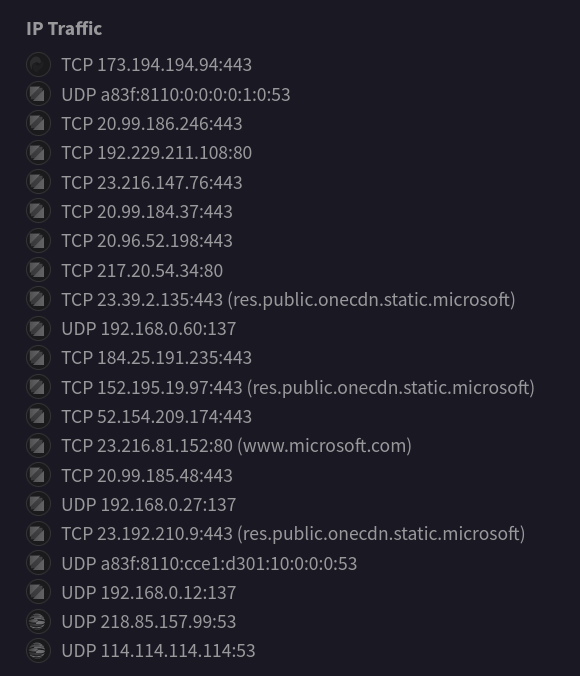 IP Traffic
TCP 173.194.194.94:443
UDP a83f:8110:0:0:0:0:1:0:53
TCP 20.99.186.246:443
TCP 192.229.211.108:80
TCP 23.216.147.76:443
TCP 20.99.184.37:443
TCP 20.96.52.198:443
TCP 217.20.54.34:80
TCP 23.39.2.135:443 (res.public.onecdn.static.microsoft)
UDP 192.168.0.60:137
TCP 184.25.191.235:443
TCP 152.195.19.97:443 (res.public.onecdn.static.microsoft)
TCP 52.154.209.174:443
TCP 23.216.81.152:80 (www.microsoft.com)
TCP 20.99.185.48:443
UDP 192.168.0.27:137
TCP 23.192.210.9:443 (res.public.onecdn.static.microsoft)
UDP a83f:8110:cce1:d301:10:0:0:0:53
UDP 192.168.0.12:137
UDP 218.85.157.99:53
UDP 114.114.114.114:53